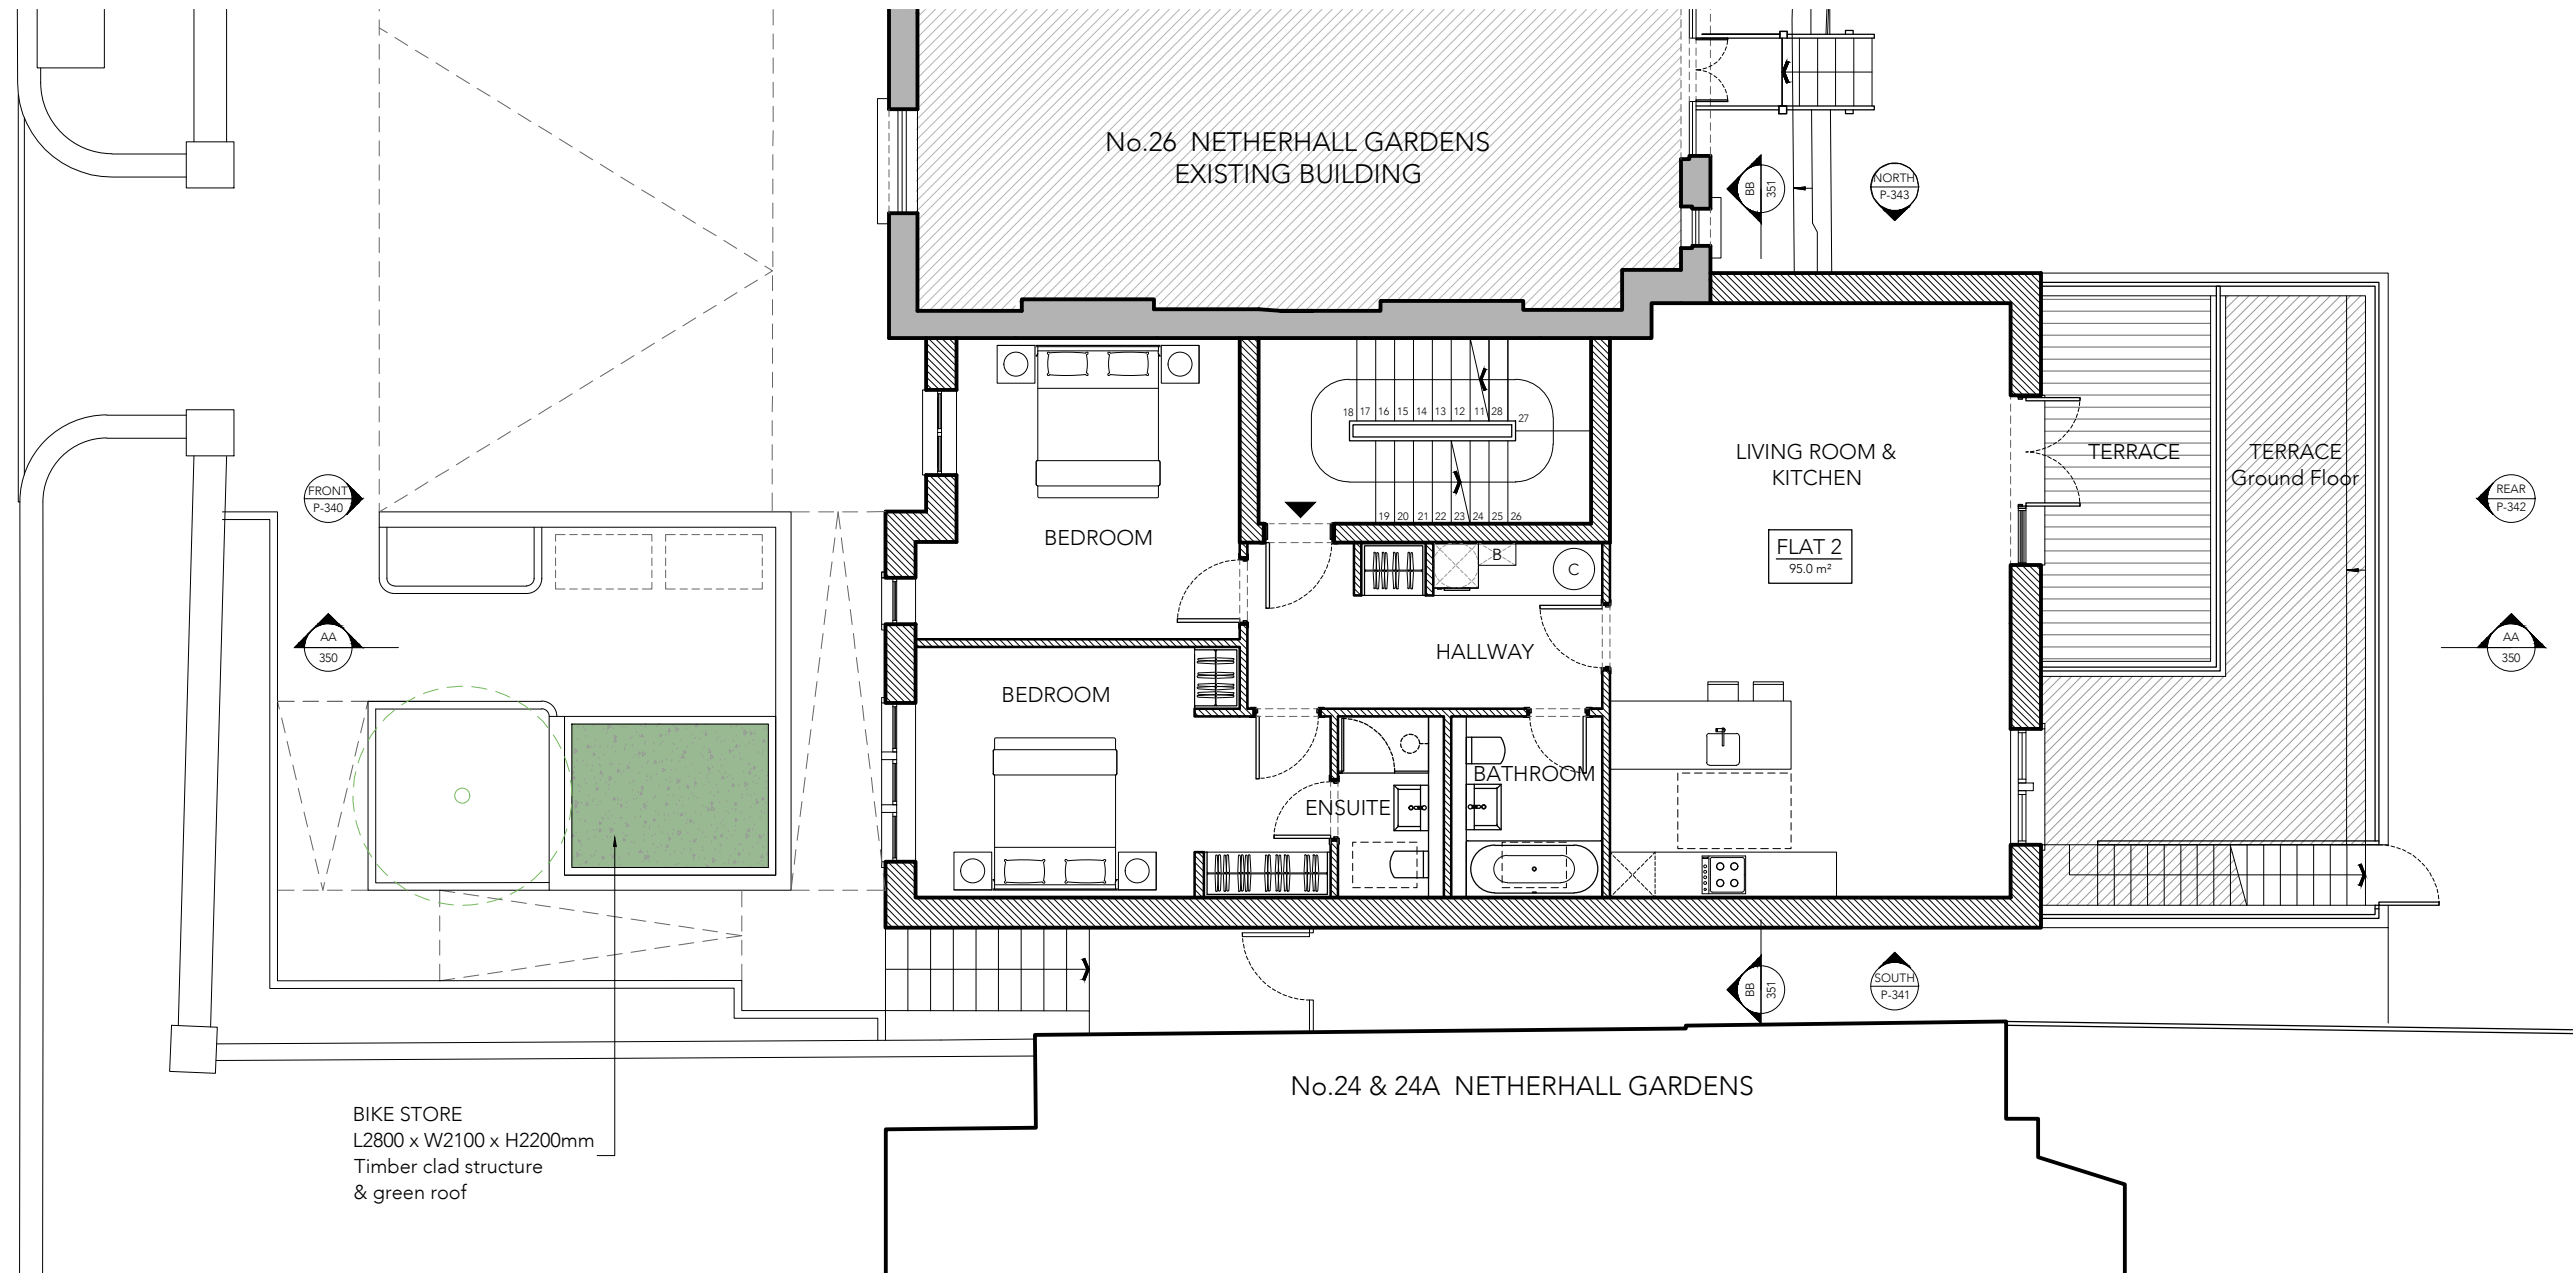 No.26 NETHERHALL GARDENS
EXISTING BUILDING
BB
351
NORTH
P-343
18 17 16 15 14 13 12 11 28
27
19 20 21 22 23 24 25 26
LIVING ROOM &
KITCHEN
TERRACE
TERRACE
Ground Floor
FRONT
P-340
REAR
P-342
BEDROOM
FLAT 2
95.0 m²
B
C
AA
350
HALLWAY
AA
350
BEDROOM
BATHROOM
ENSUITE
BB
351
SOUTH
P-341
No.24 & 24A NETHERHALL GARDENS
BIKE STORE
L2800 x W2100 x H2200mm
Timber clad structure
& green roof